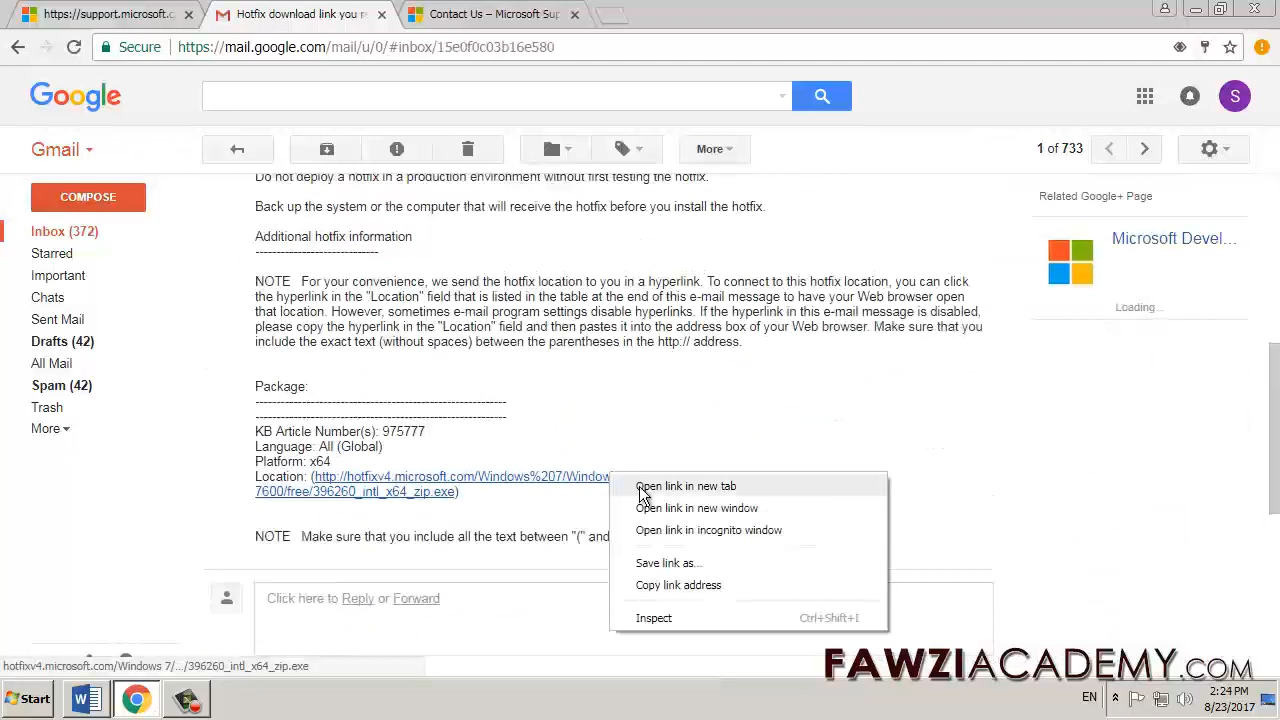 https://support.microsoft.c
Hotfix download link you r
Contact Us – Microsoft Sup
Secure
https://mail.google.com/mail/u/0/#inbox/15e0f0c03b16e580
Google
S
Gmail
More
1 of 733
COMPOSE
Inbox (372)
Starred
Important
Chats
Sent Mail
Drafts (42)
All Mail
Spam (42)
Trash
More
Do not deploy a hotfix in a production environment without first testing the hotfix.
Back up the system or the computer that will receive the hotfix before you install the hotfix.
Additional hotfix information
------------------------------
NOTE For your convenience, we send the hotfix location to you in a hyperlink. To connect to this hotfix location, you can click
the hyperlink in the "Location" field that is listed in the table at the end of this e-mail message to have your Web browser open
that location. However, sometimes e-mail program settings disable hyperlinks. If the hyperlink in this e-mail message is disabled,
please copy the hyperlink in the "Location" field and then pastes it into the address box of your Web browser. Make sure that you
include the exact text (without spaces) between the parentheses in the http:// address.
Package:
-----------------------------------------------------------
-----------------------------------------------------------
KB Article Number(s): 975777
Language: All (Global)
Platform: x64
Location: (http://hotfixv4.microsoft.com/Windows%207/Window
7600/free/396260_intl_x64_zip.exe)
NOTE Make sure that you include all the text between "(" and
Click here to Reply or Forward
Related Google+ Page
Microsoft Devel...
Loading...
Open link in new tab
Open link in new window
Open link in incognito window
Save link as...
Copy link address
Inspect Ctrl+Shift+I
hotfixv4.microsoft.com/Windows 7/.../396260_intl_x64_zip.exe
FAWZIACADEMY.COM
Start
EN
2:24 PM
8/23/2017